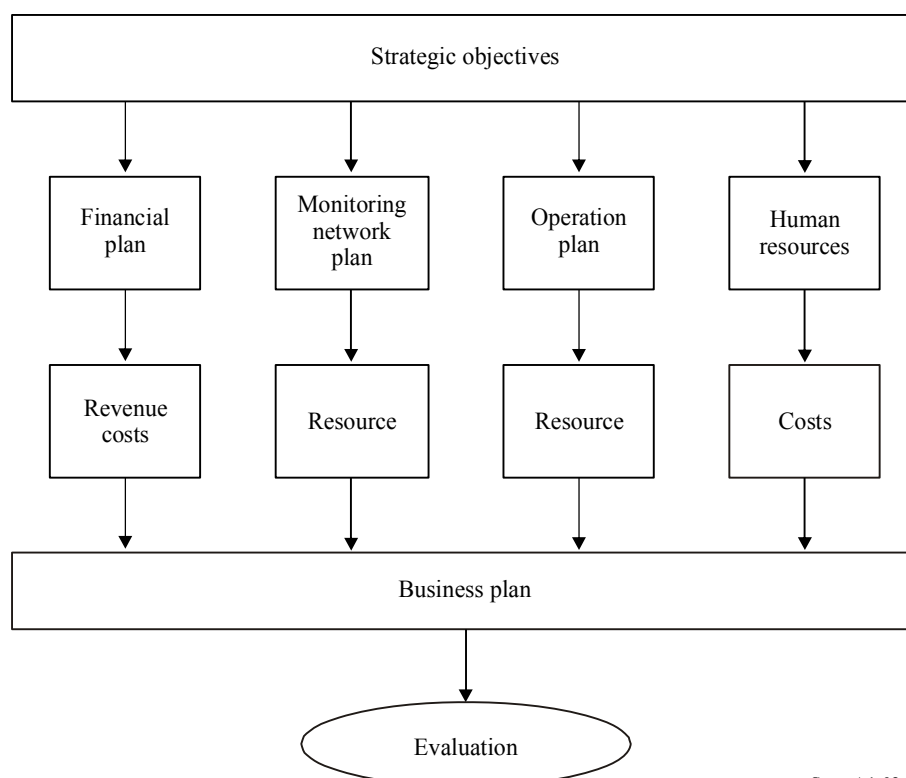 Strategic objectives
Financial
plan
Monitoring
network
plan
Operation
plan
Human
resources
Revenue
costs
Resource
Resource
Costs
Business plan
Evaluation